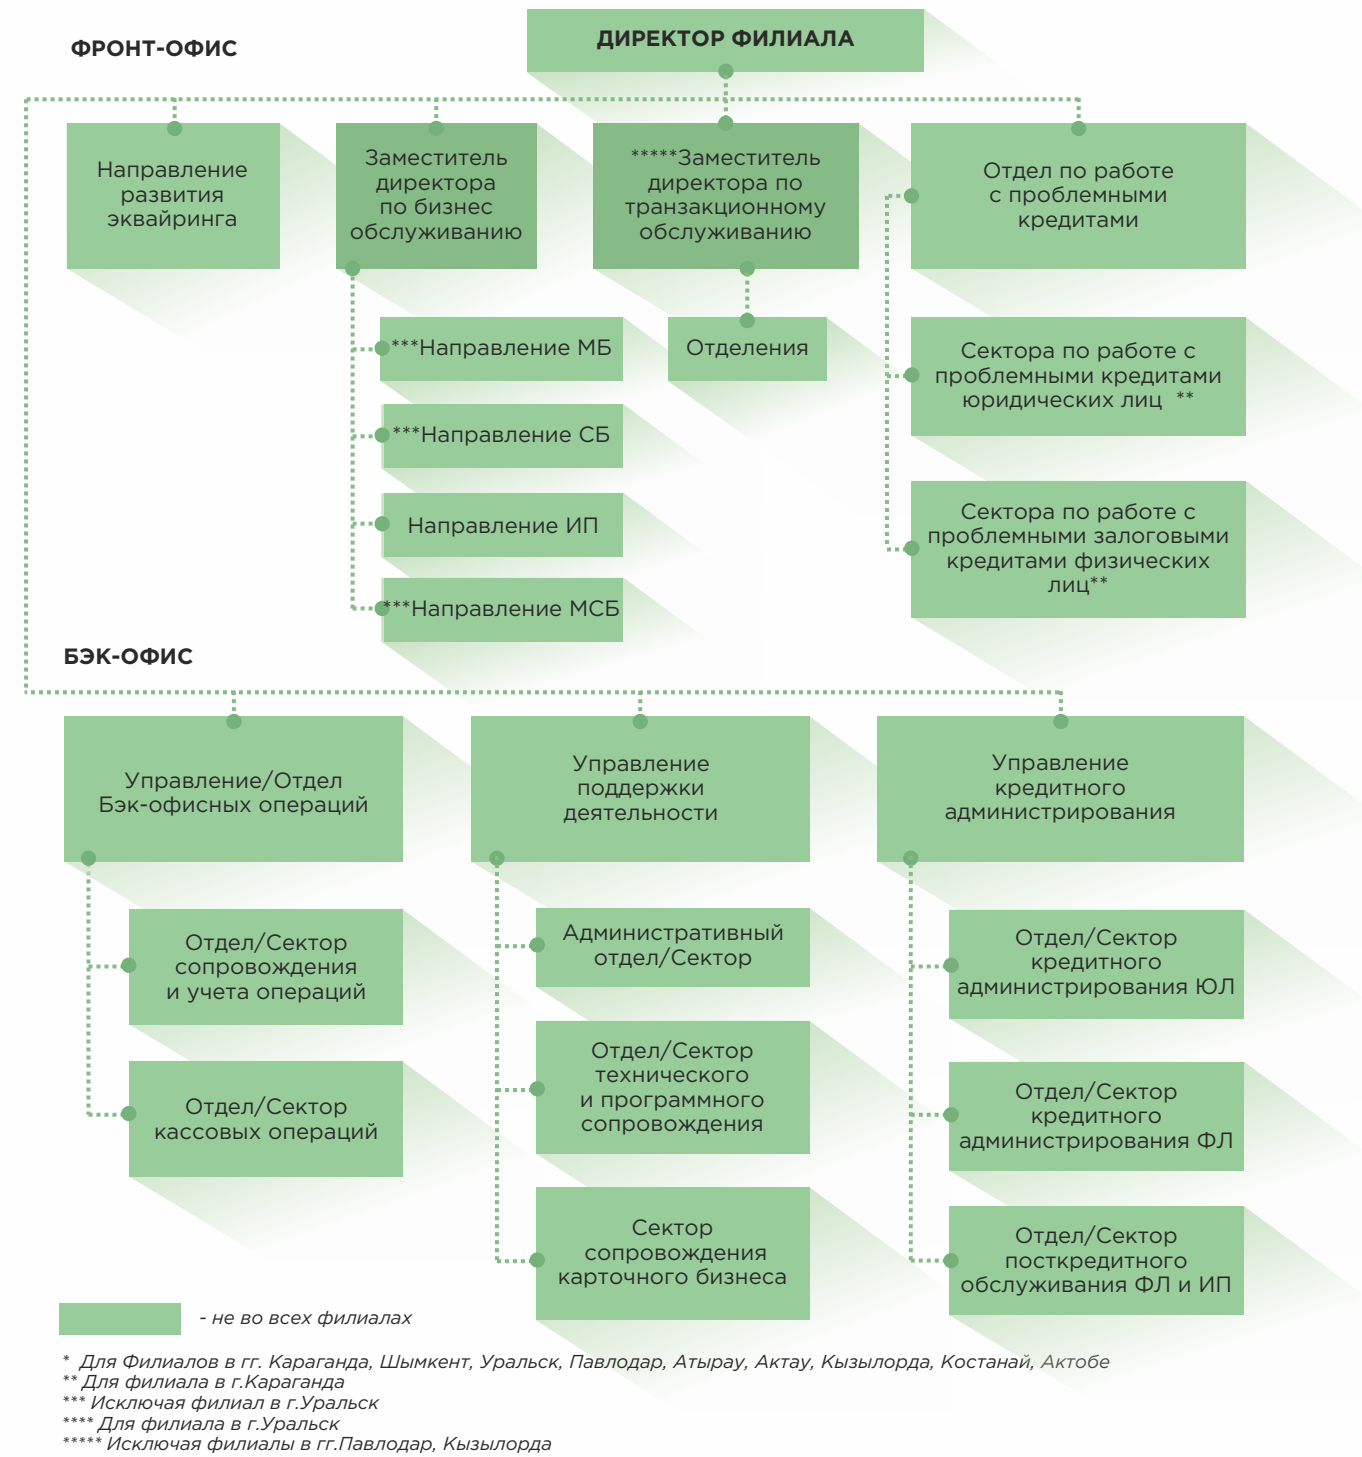 ФРОНТ-ОФИС
ДИРЕКТОР ФИЛИАЛА
Направление
развития
эквайринга
Заместитель
директора
по бизнес
обслуживанию
*****Заместитель
директора по
транзакционному
обслуживанию
Отдел по работе
с проблемными
кредитами
***Направление МБ
***Направление СБ
Направление ИП
***Направление МСБ
Отделения
Сектора по работе с
проблемными кредитами
юридических лиц **
Сектора по работе с
проблемными залоговыми
кредитами физических
лиц**
БЭК-ОФИС
Управление/Отдел
Бэк-офисных операций
Управление
поддержки
деятельности
Управление
кредитного
администрирования
Отдел/Сектор
сопровождения
и учета операций
Отдел/Сектор
кассовых операций
Административный
отдел/Сектор
Отдел/Сектор
технического
и программного
сопровождения
Сектор
сопровождения
карточного бизнеса
Отдел/Сектор
кредитного
администрирования ЮЛ
Отдел/Сектор
кредитного
администрирования ФЛ
Отдел/Сектор
посткредитного
обслуживания ФЛ и ИП
- не во всех филиалах
* Для Филиалов в гг. Караганда, Шымкент, Уральск, Павлодар, Атырау, Актау, Кызылорда, Костанай, Актобе
** Для филиала в г.Караганда
*** Исключая филиал в г.Уральск
**** Для филиала в г.Уральск
***** Исключая филиалы в гг.Павлодар, Кызылорда